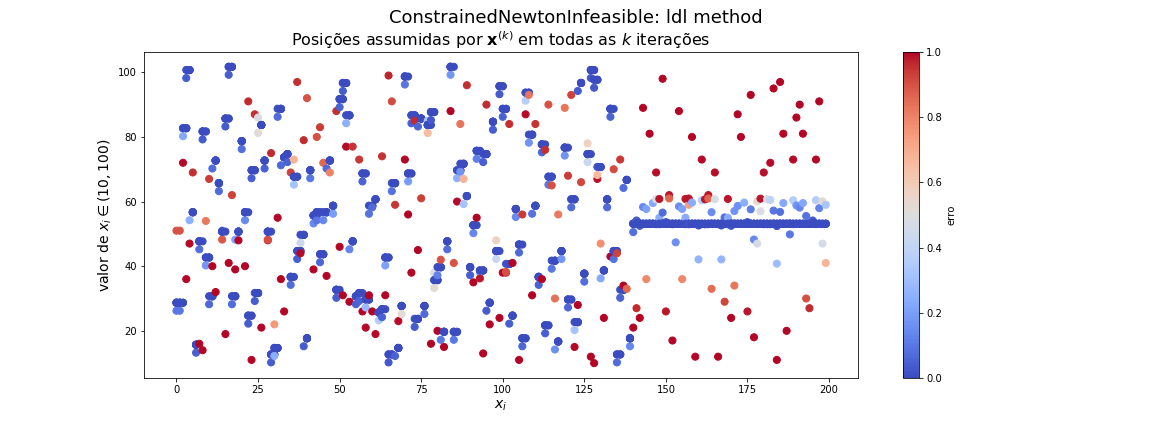 ConstrainedNewtonInfeasible: ldl method
Posições assumidas por x^(k) em todas as k iterações
valor de x_i ∈ (10, 100)
100
80
60
40
20
0 25 50 75 100 125 150 175 200
x_i
1.0
0.8
0.6
0.4
0.2
0.0
erro